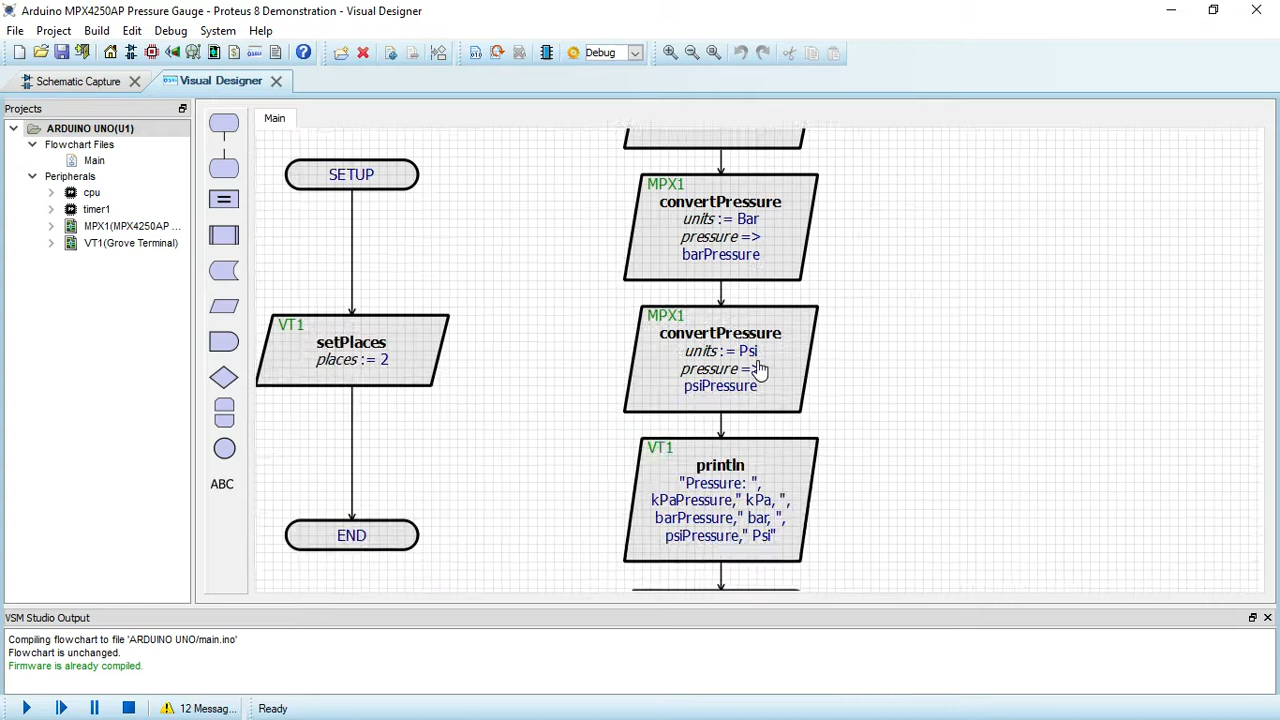 Arduino MPX4250AP Pressure Gauge - Proteus 8 Demonstration - Visual Designer
File Project Build Edit Debug System Help
Debug
Schematic Capture
Visual Designer
Projects
ARDUINO UNO(U1)
Flowchart Files
Main
Peripherals
cpu
timer1
MPX1(MPX4250AP ...
VT1(Grove Terminal)
ABC
Main
SETUP
VT1
setPlaces
places := 2
END
MPX1
convertPressure
units := Bar
pressure =>
barPressure
MPX1
convertPressure
units := Psi
pressure =>
psiPressure
VT1
println
"Pressure: ",
kPaPressure," kPa, ",
barPressure," bar, ",
psiPressure," Psi"
VSM Studio Output
Compiling flowchart to file 'ARDUINO UNO/main.ino'
Flowchart is unchanged.
Firmware is already compiled.
12 Messag...
Ready